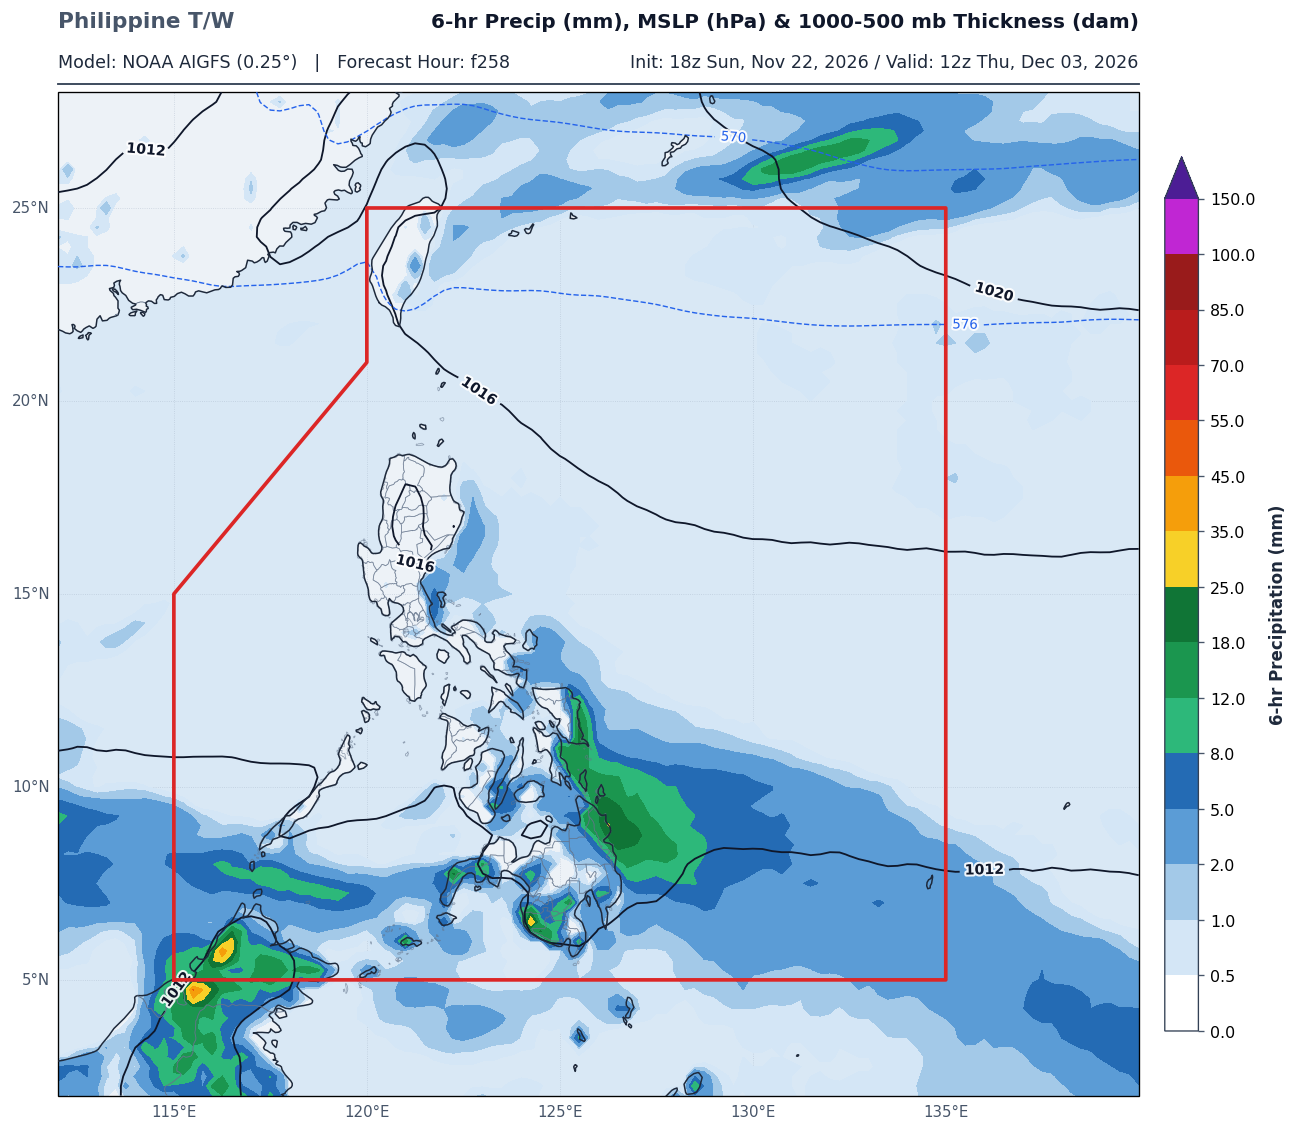 Philippine T/W
6-hr Precip (mm), MSLP (hPa) & 1000-500 mb Thickness (dam)
Model: NOAA AIGFS (0.25°) | Forecast Hour: f258
Init: 18z Sun, Nov 22, 2026 / Valid: 12z Thu, Dec 03, 2026
1012
570
1020
576
1016
1016
1012
1012
25°N
20°N
15°N
10°N
5°N
115°E
120°E
125°E
130°E
135°E
150.0
100.0
85.0
70.0
55.0
45.0
35.0
25.0
18.0
12.0
8.0
5.0
2.0
1.0
0.5
0.0
6-hr Precipitation (mm)